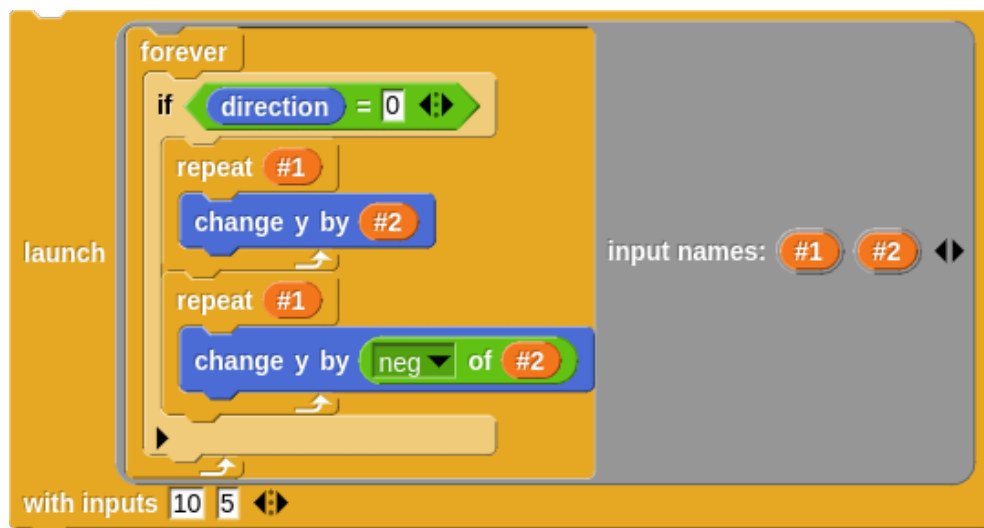 forever
if direction = 0
repeat #1
change y by #2
launch
input names: #1 #2
repeat #1
change y by neg of #2
with inputs 10 5